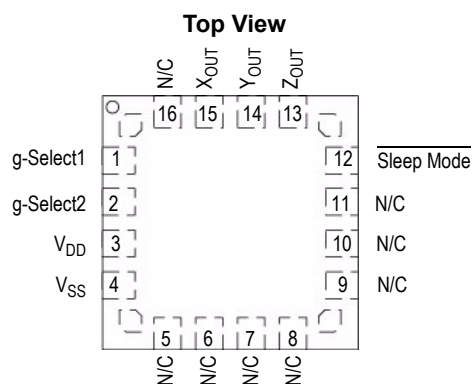 Top View
N/C
XOUT
YOUT
ZOUT
16
15
14
13
g-Select1
1
12
Sleep Mode
g-Select2
2
11
N/C
VDD
3
10
N/C
VSS
4
9
N/C
5
6
7
8
N/C
N/C
N/C
N/C